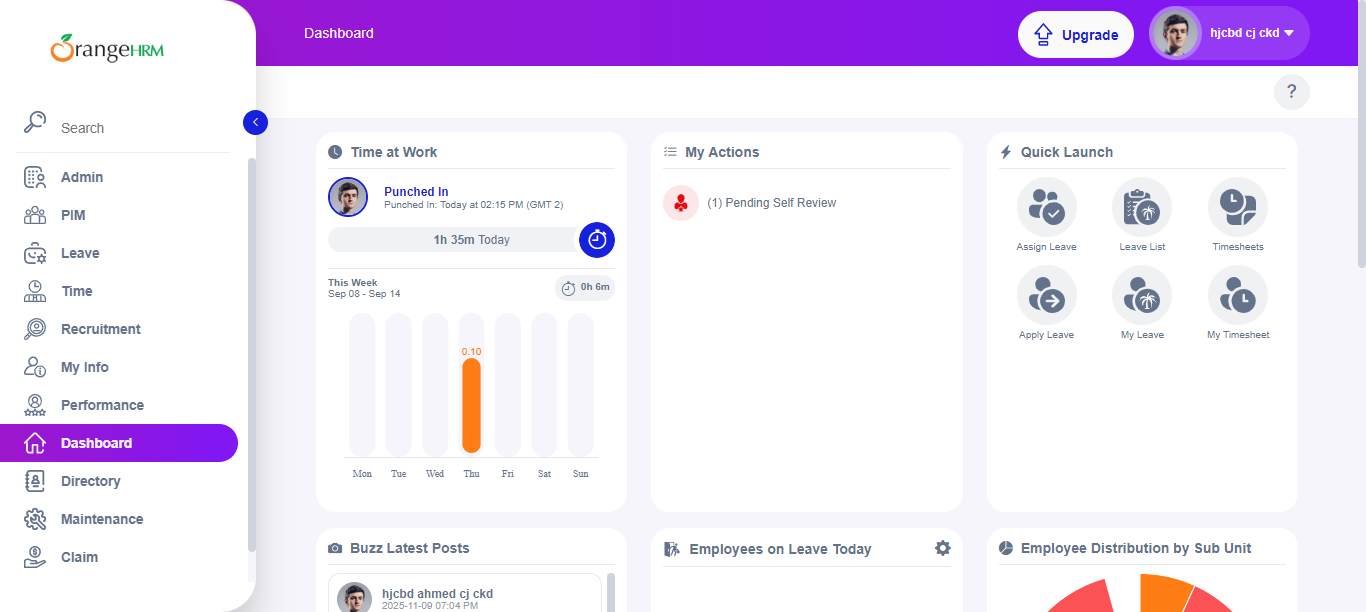 OrangeHRM
Search
Admin
PIM
Leave
Time
Recruitment
My Info
Performance
Dashboard
Directory
Maintenance
Claim
Dashboard
Upgrade
hjcbd cj ckd
?
Time at Work
Punched In
Punched In: Today at 02:15 PM (GMT 2)
1h 35m Today
This Week
Sep 08 - Sep 14
0h 6m
0.10
Mon Tue Wed Thu Fri Sat Sun
My Actions
(1) Pending Self Review
Quick Launch
Assign Leave Leave List Timesheets
Apply Leave My Leave My Timesheet
Buzz Latest Posts
hjcbd ahmed cj ckd
2025-11-09 07:04 PM
Employees on Leave Today
Employee Distribution by Sub Unit